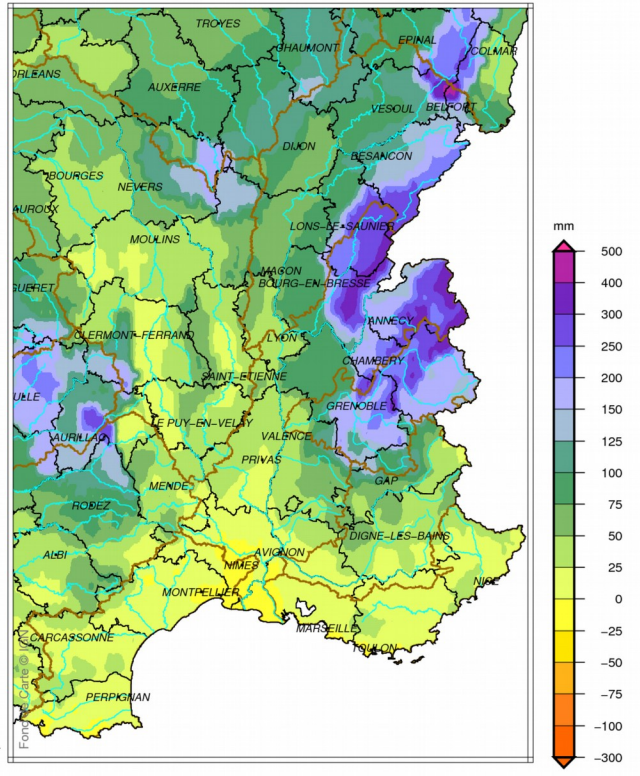 TROYES
CHAUMONT
EPINAL
COLMAR
ORLEANS
AUXERRE
VESOUL
BELFORT
DIJON
BESANCON
BOURGES
NEVERS
AUROUX
LONS-LE-SAUNIER
MOULINS
mm
500
MACON
BOURG-EN-BRESSE
400
GUERET
300
ANNECY
CLERMONT-FERRAND
LYON
250
CHAMBERY
SAINT-ETIENNE
200
ULLE
GRENOBLE
150
LE PUY-EN-VELAY
AURILLAC
VALENCE
125
PRIVAS
100
GAP
MENDE
75
RODEZ
DIGNE-LES-BAINS
50
ALBI
AVIGNON
NIMES
25
NICE
MONTPELLIER
0
MARSEILLE
-25
CARCASSONNE
TOULON
-50
PERPIGNAN
-75
-100
-300
Fond de Carte © IGN